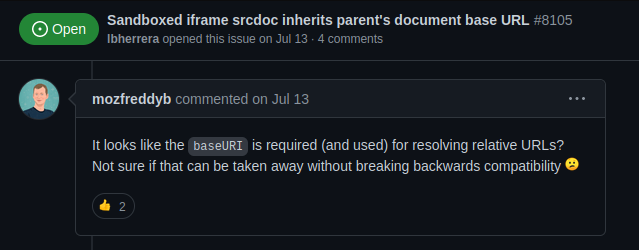 Open
Sandboxed iframe srcdoc inherits parent's document base URL #8105
lbherrera opened this issue on Jul 13 · 4 comments
mozfreddyb commented on Jul 13
It looks like the baseURI is required (and used) for resolving relative URLs?
Not sure if that can be taken away without breaking backwards compatibility 😕
👍 2